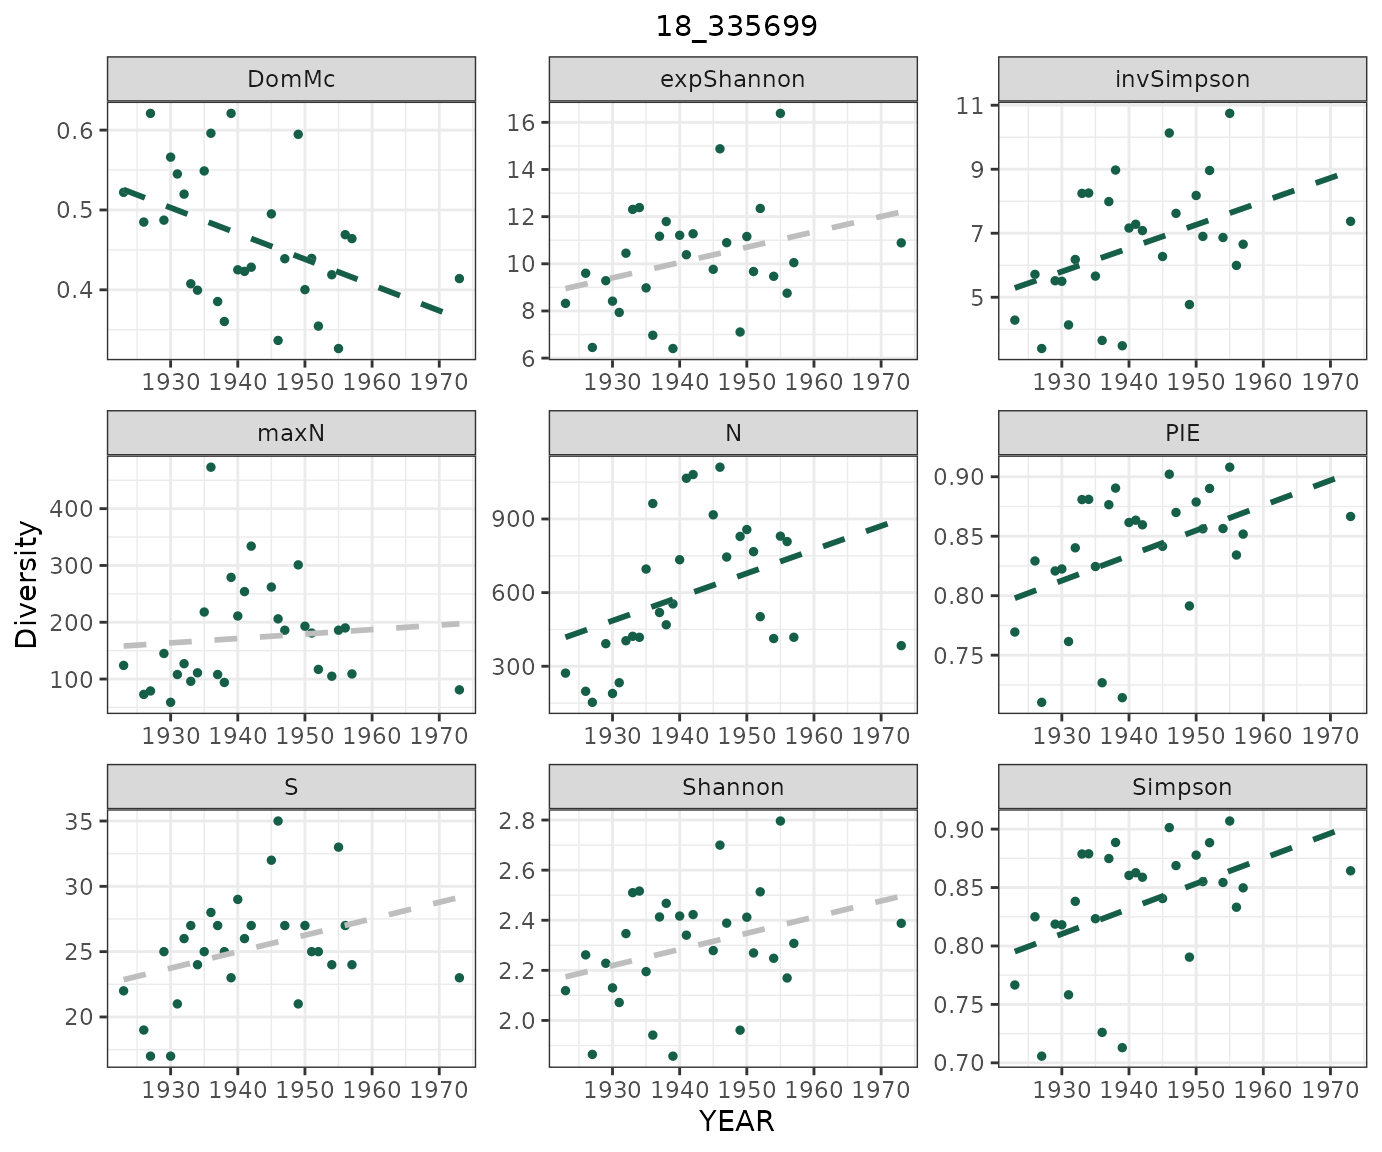 18_335699
DomMc
expShannon
invSimpson
0.6
0.5
0.4
16
14
12
10
8
6
11
9
7
5
1930 1940 1950 1960 1970
1930 1940 1950 1960 1970
1930 1940 1950 1960 1970
maxN
N
PIE
Diversity
400
300
200
100
900
600
300
0.90
0.85
0.80
0.75
1930 1940 1950 1960 1970
1930 1940 1950 1960 1970
1930 1940 1950 1960 1970
S
Shannon
Simpson
35
30
25
20
2.8
2.6
2.4
2.2
2.0
0.90
0.85
0.80
0.75
0.70
1930 1940 1950 1960 1970
1930 1940 1950 1960 1970
1930 1940 1950 1960 1970
YEAR